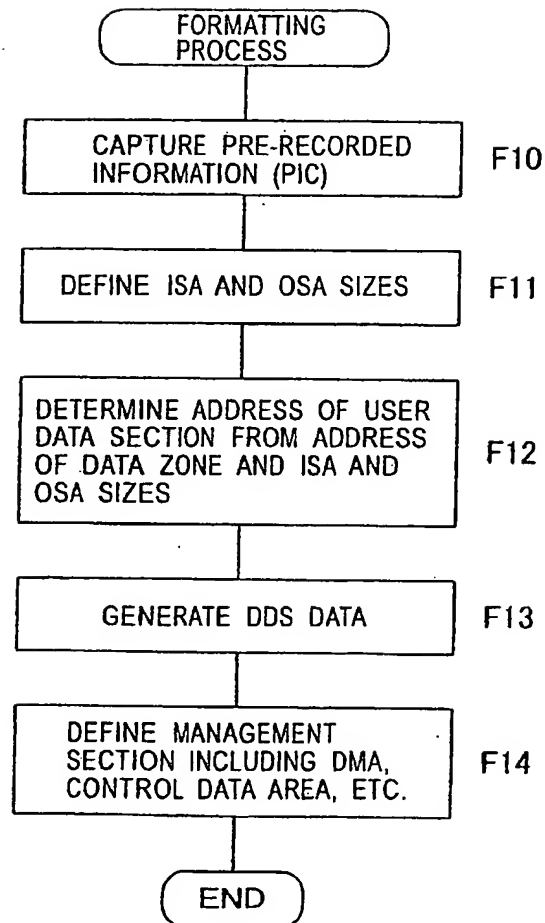 FORMATTING
PROCESS
CAPTURE PRE-RECORDED
INFORMATION (PIC)
F10
DEFINE ISA AND OSA SIZES
F11
DETERMINE ADDRESS OF USER
DATA SECTION FROM ADDRESS
OF DATA ZONE AND ISA AND
OSA SIZES
F12
GENERATE DDS DATA
F13
DEFINE MANAGEMENT
SECTION INCLUDING DMA,
CONTROL DATA AREA, ETC.
F14
END